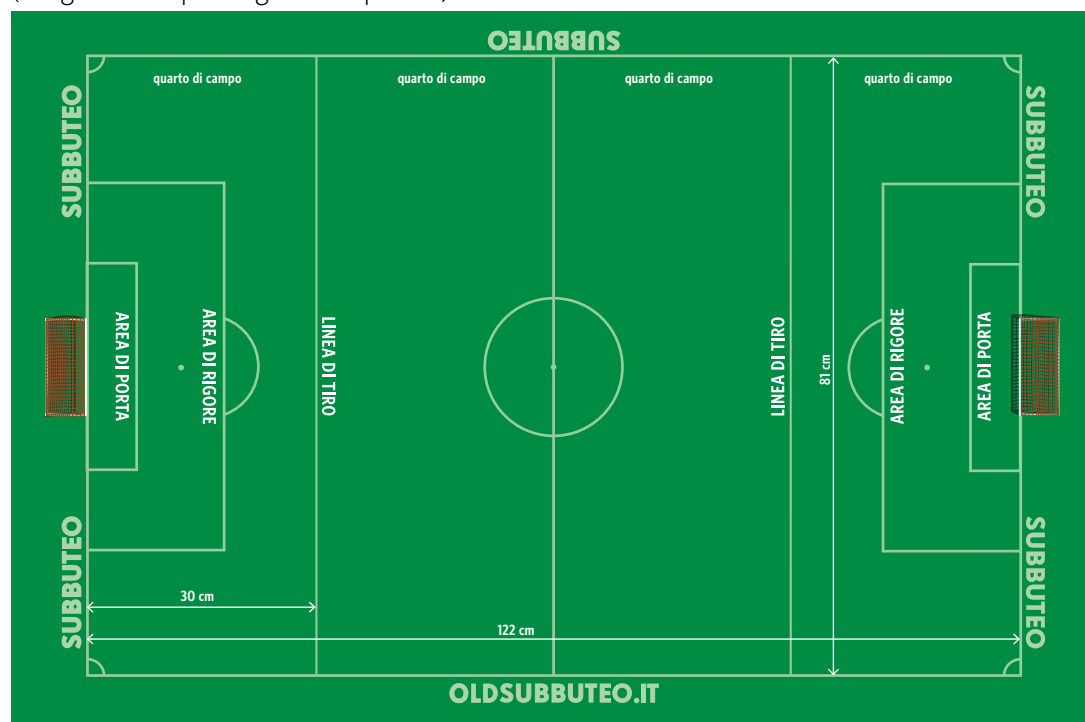 SUBBUTEO
quarto di campo
quarto di campo
quarto di campo
quarto di campo
SUBBUTEO
SUBBUTEO
AREA DI PORTA
AREA DI RIGORE
LINEA DI TIRO
LINEA DI TIRO
81 cm
AREA DI RIGORE
AREA DI PORTA
SUBBUTEO
SUBBUTEO
30 cm
122 cm
OLDSUBBUTEO.IT